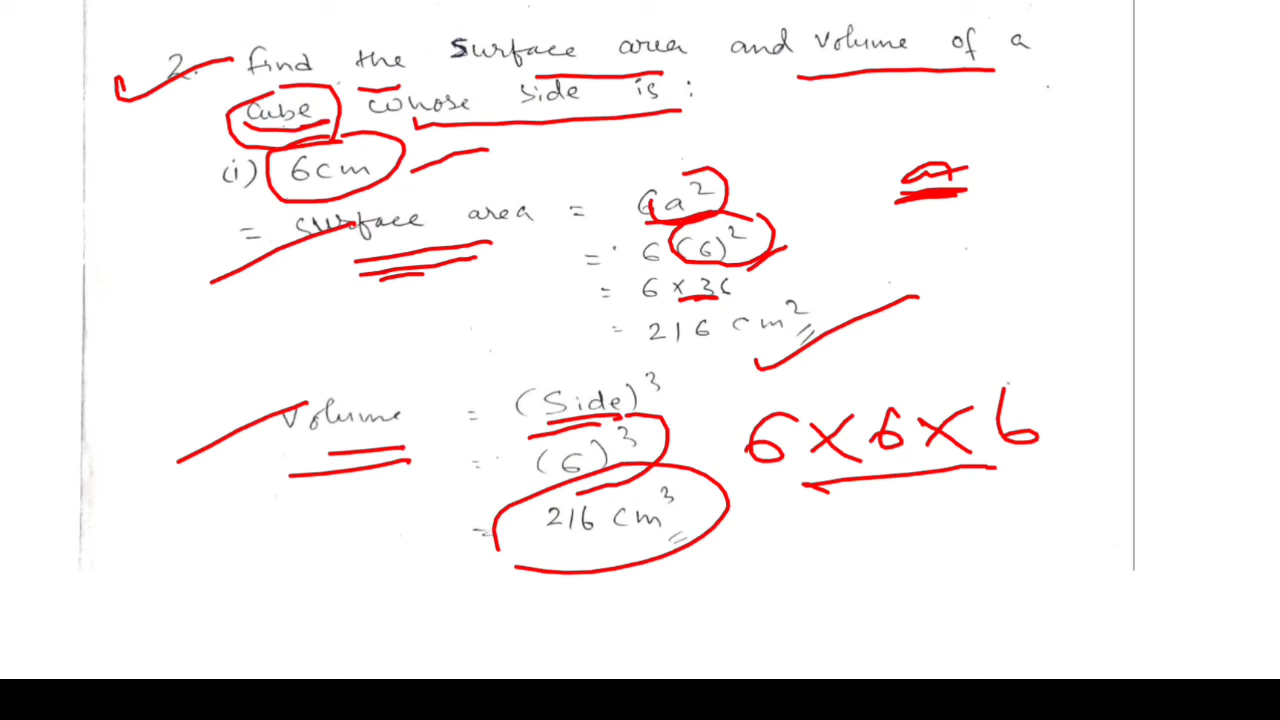 2. find the surface area and volume of a
cube whose side is :
(i) 6cm
= surface area = 6a²
= 6 (6)²
= 6 × 36
= 216 cm²
Volume = (Side)³
= (6)³
= 216 cm³
6×6×6